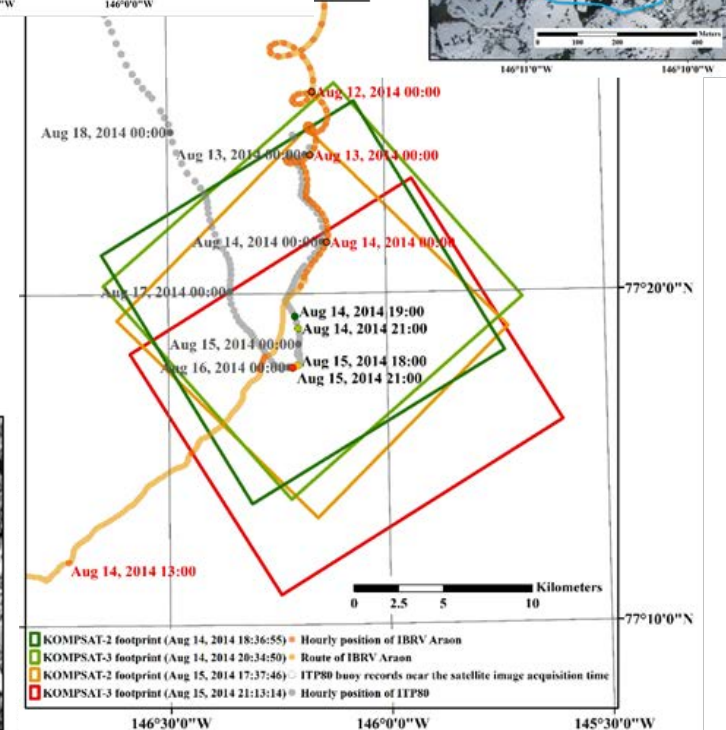 146°0'0"W
Meters
0 100 200 400
146°11'0"W 146°10'0"W
Aug 12, 2014 00:00
Aug 18, 2014 00:00
Aug 13, 2014 00:00 Aug 13, 2014 00:00
Aug 14, 2014 00:00 Aug 14, 2014 00:00
Aug 17, 2014 00:00
77°20'0"N
Aug 14, 2014 19:00
Aug 14, 2014 21:00
Aug 15, 2014 00:00
Aug 15, 2014 18:00
Aug 16, 2014 00:00
Aug 15, 2014 21:00
Aug 14, 2014 13:00
Kilometers
0 2.5 5 10
77°10'0"N
KOMPSAT-2 footprint (Aug 14, 2014 18:36:55) Hourly position of IBRV Araon
KOMPSAT-3 footprint (Aug 14, 2014 20:34:50) Route of IBRV Araon
KOMPSAT-2 footprint (Aug 15, 2014 17:37:46) ITP80 buoy records near the satellite image acquisition time
KOMPSAT-3 footprint (Aug 15, 2014 21:13:14) Hourly position of ITP80
146°30'0"W 146°0'0"W 145°30'0"W